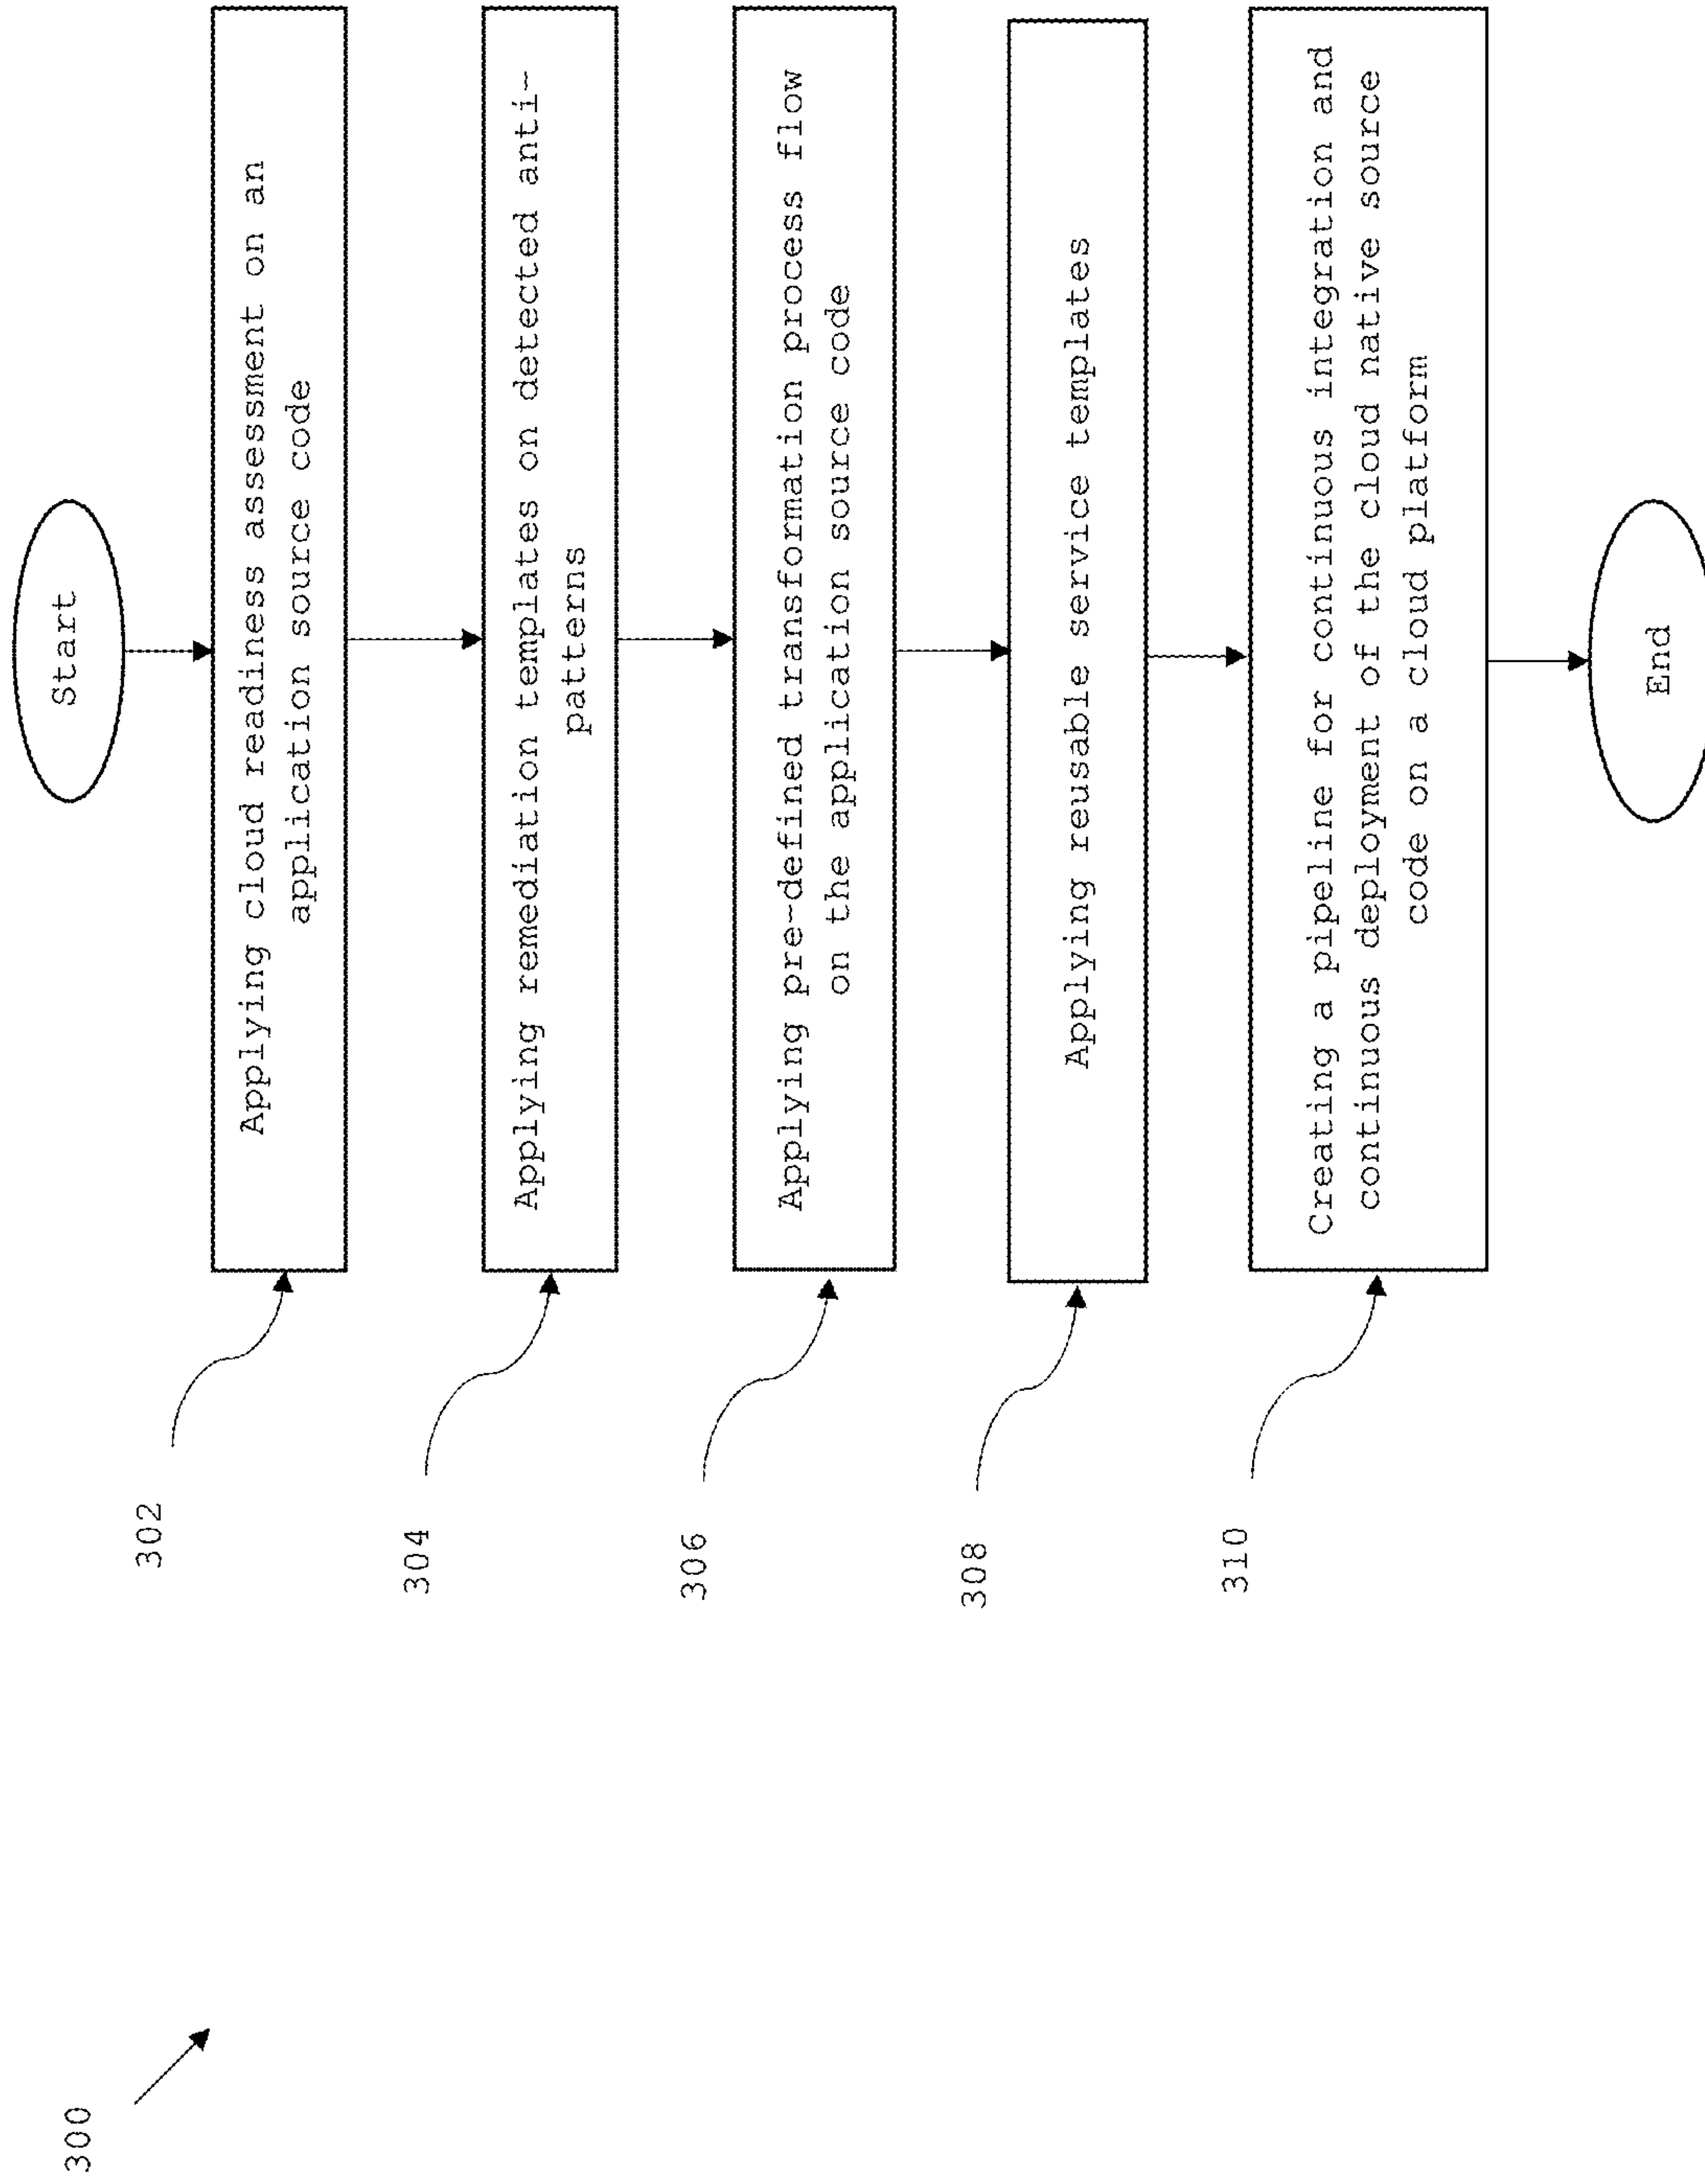 300
Start
302
Applying cloud readiness assessment on an
application source code
304
Applying remediation templates on detected anti-
patterns
306
Applying pre-defined transformation process flow
on the application source code
308
Applying reusable service templates
310
Creating a pipeline for continuous integration and
continuous deployment of the cloud native source
code on a cloud platform
End